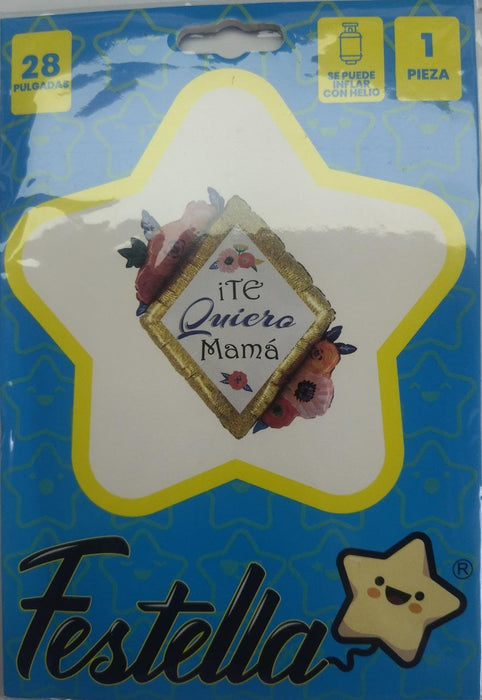 28
PULGADAS
SE PUEDE
INFLAR
CON HELIO
1
PIEZA
¡TE
Quiero
Mamá
Festella
®